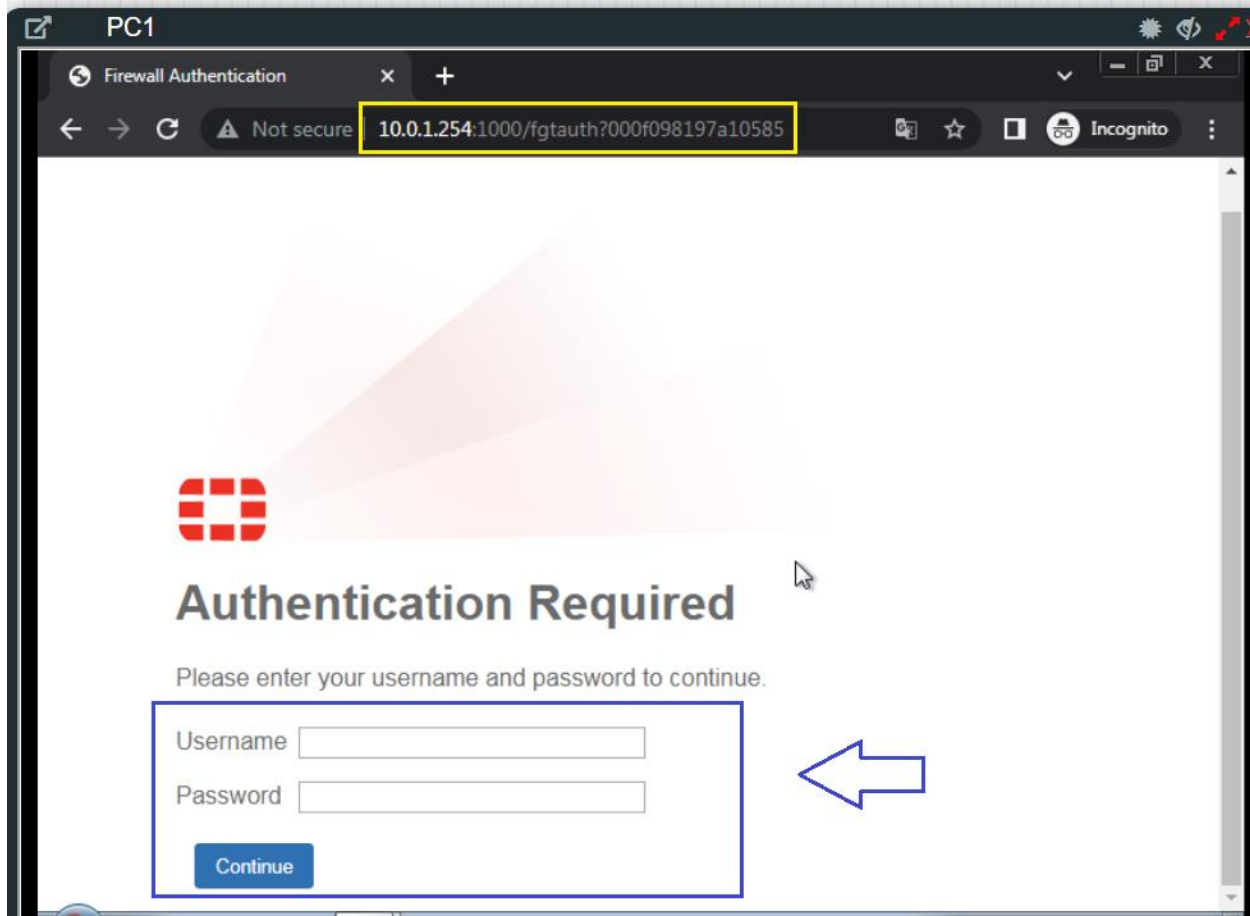 PC1
Firewall Authentication
Not secure 10.0.1.254:1000/fgtauth?000f098197a10585 Incognito
Authentication Required
Please enter your username and password to continue.
Username
Password
Continue